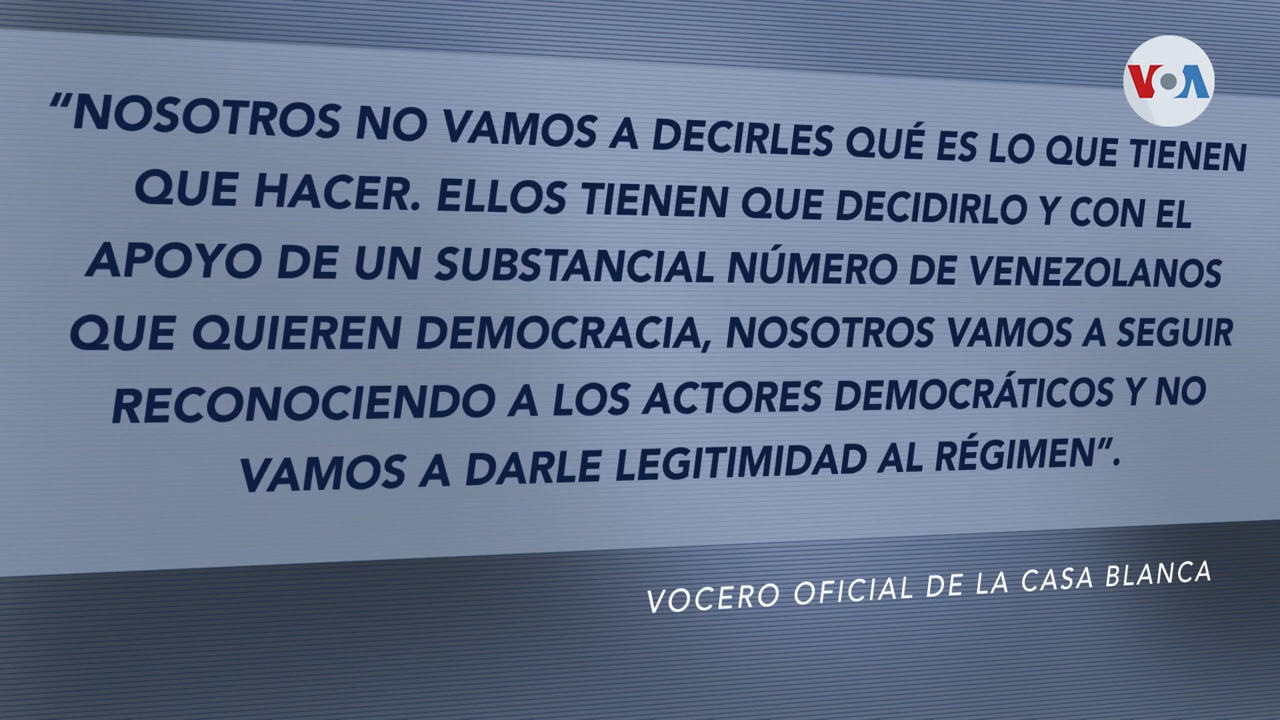 VOA
“NOSOTROS NO VAMOS A DECIRLES QUÉ ES LO QUE TIENEN
QUE HACER. ELLOS TIENEN QUE DECIDIRLO Y CON EL
APOYO DE UN SUBSTANCIAL NÚMERO DE VENEZOLANOS
QUE QUIEREN DEMOCRACIA, NOSOTROS VAMOS A SEGUIR
RECONOCIENDO A LOS ACTORES DEMOCRÁTICOS Y NO
VAMOS A DARLE LEGITIMIDAD AL RÉGIMEN”.
VOCERO OFICIAL DE LA CASA BLANCA